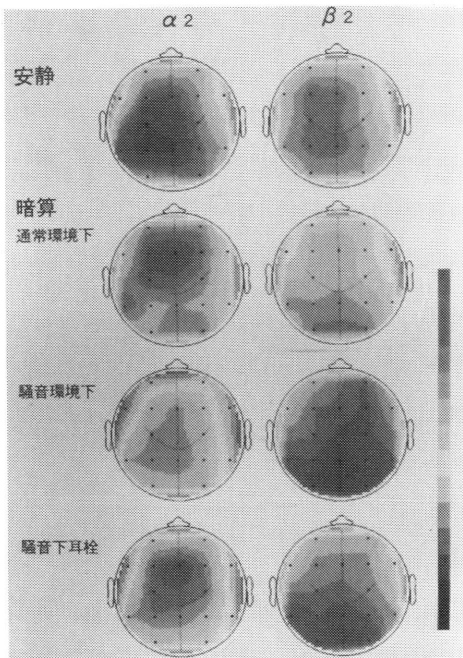 α2 β2
安静
暗算
通常環境下
騒音環境下
騒音下耳栓